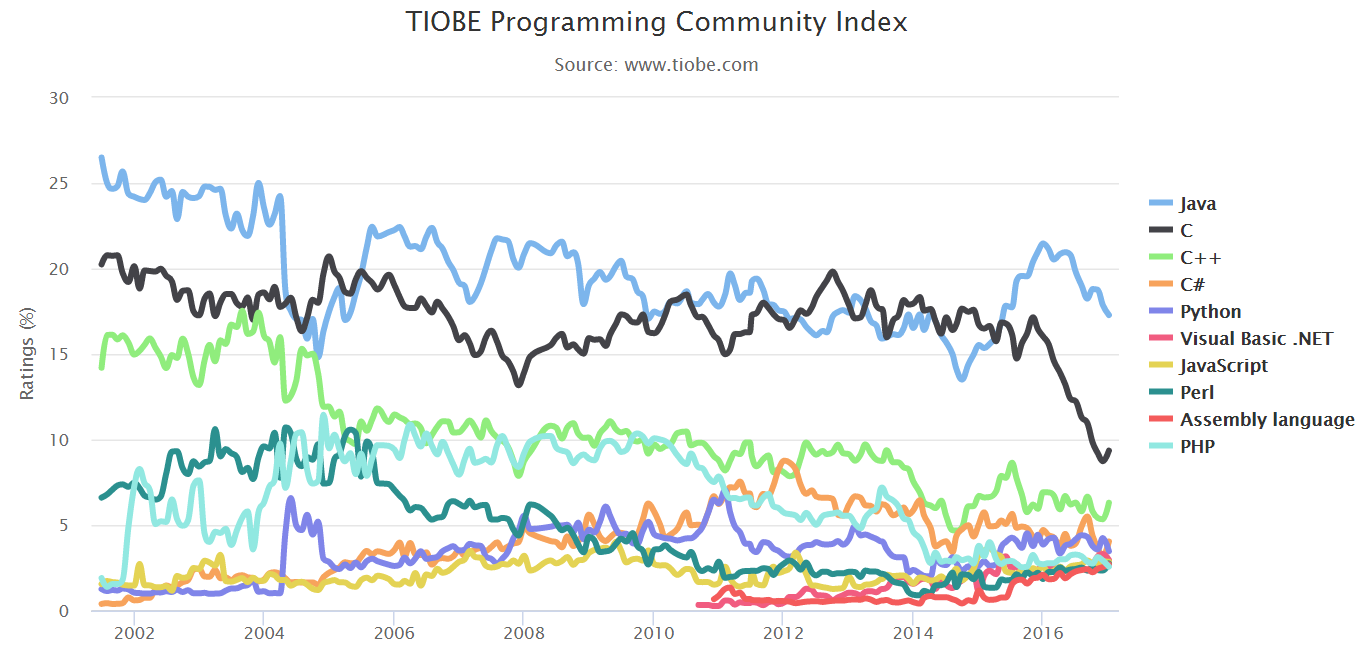 TIOBE Programming Community Index
Source: www.tiobe.com
Ratings (%)
30
25
20
15
10
5
0
2002 2004 2006 2008 2010 2012 2014 2016
Java
C
C++
C#
Python
Visual Basic .NET
JavaScript
Perl
Assembly language
PHP